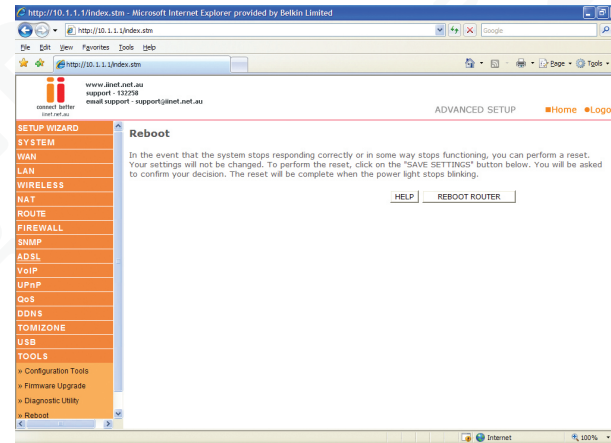 http://10.1.1.1/index.stm - Microsoft Internet Explorer provided by Belkin Limited
http://10.1.1.1/index.stm
Google
File Edit View Favorites Tools Help
http://10.1.1.1/index.stm
Page Tools
connect better
iinet.net.au
www.iinet.net.au
support - 132258
email support - support@iinet.net.au
ADVANCED SETUP Home Logo
SETUP WIZARD
SYSTEM
WAN
LAN
WIRELESS
NAT
ROUTE
FIREWALL
SNMP
ADSL
VoIP
UPnP
QoS
DDNS
TOMIZONE
USB
TOOLS
» Configuration Tools
» Firmware Upgrade
» Diagnostic Utility
» Reboot
Reboot
In the event that the system stops responding correctly or in some way stops functioning, you can perform a reset.
Your settings will not be changed. To perform the reset, click on the "SAVE SETTINGS" button below. You will be asked
to confirm your decision. The reset will be complete when the power light stops blinking.
HELP REBOOT ROUTER
Internet 100%